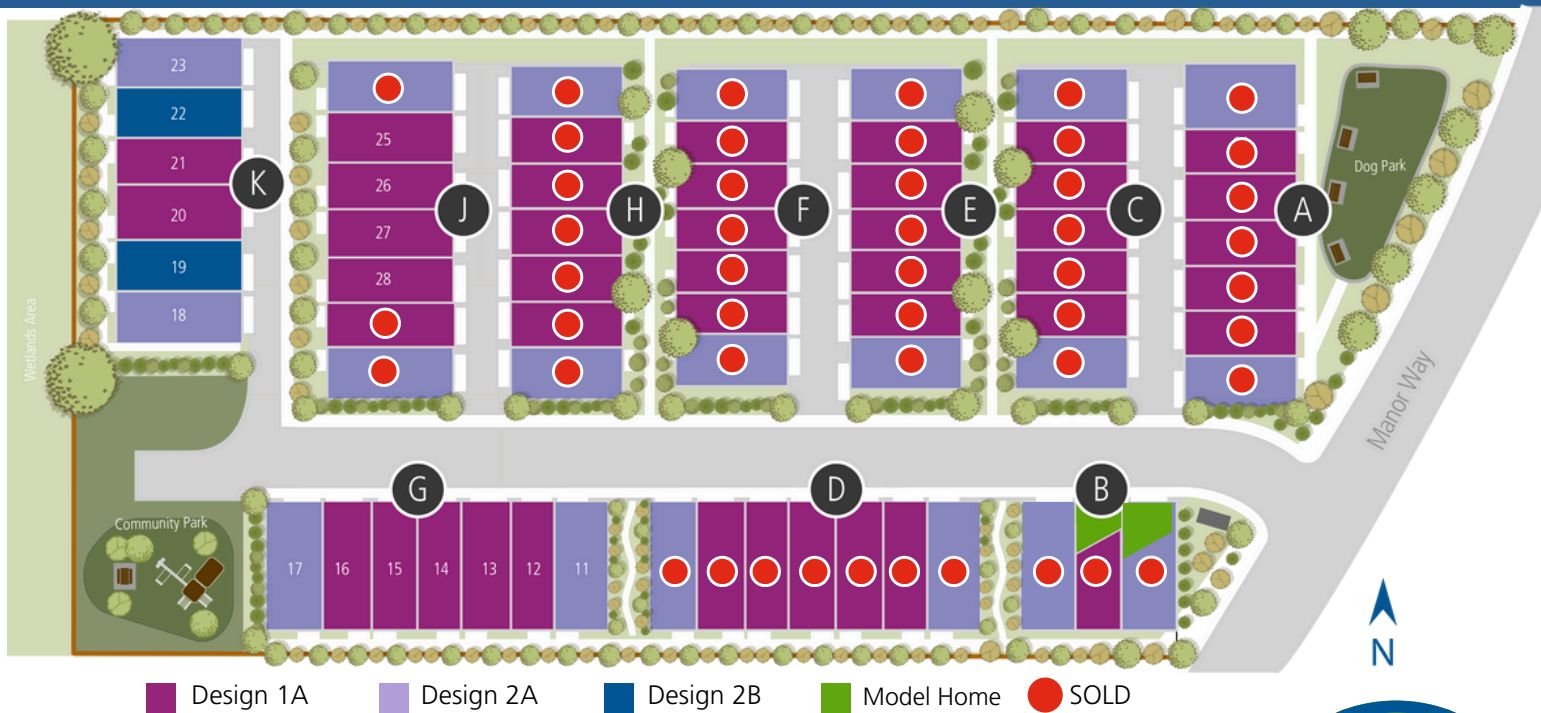 23
22
21
20
19
18
K
25
26
27
28
J
H
F
E
C
A
Dog Park
Wetlands Area
Manor Way
G
D
B
Community Park
17
16
15
14
13
12
11
N
Design 1A
Design 2A
Design 2B
Model Home
SOLD